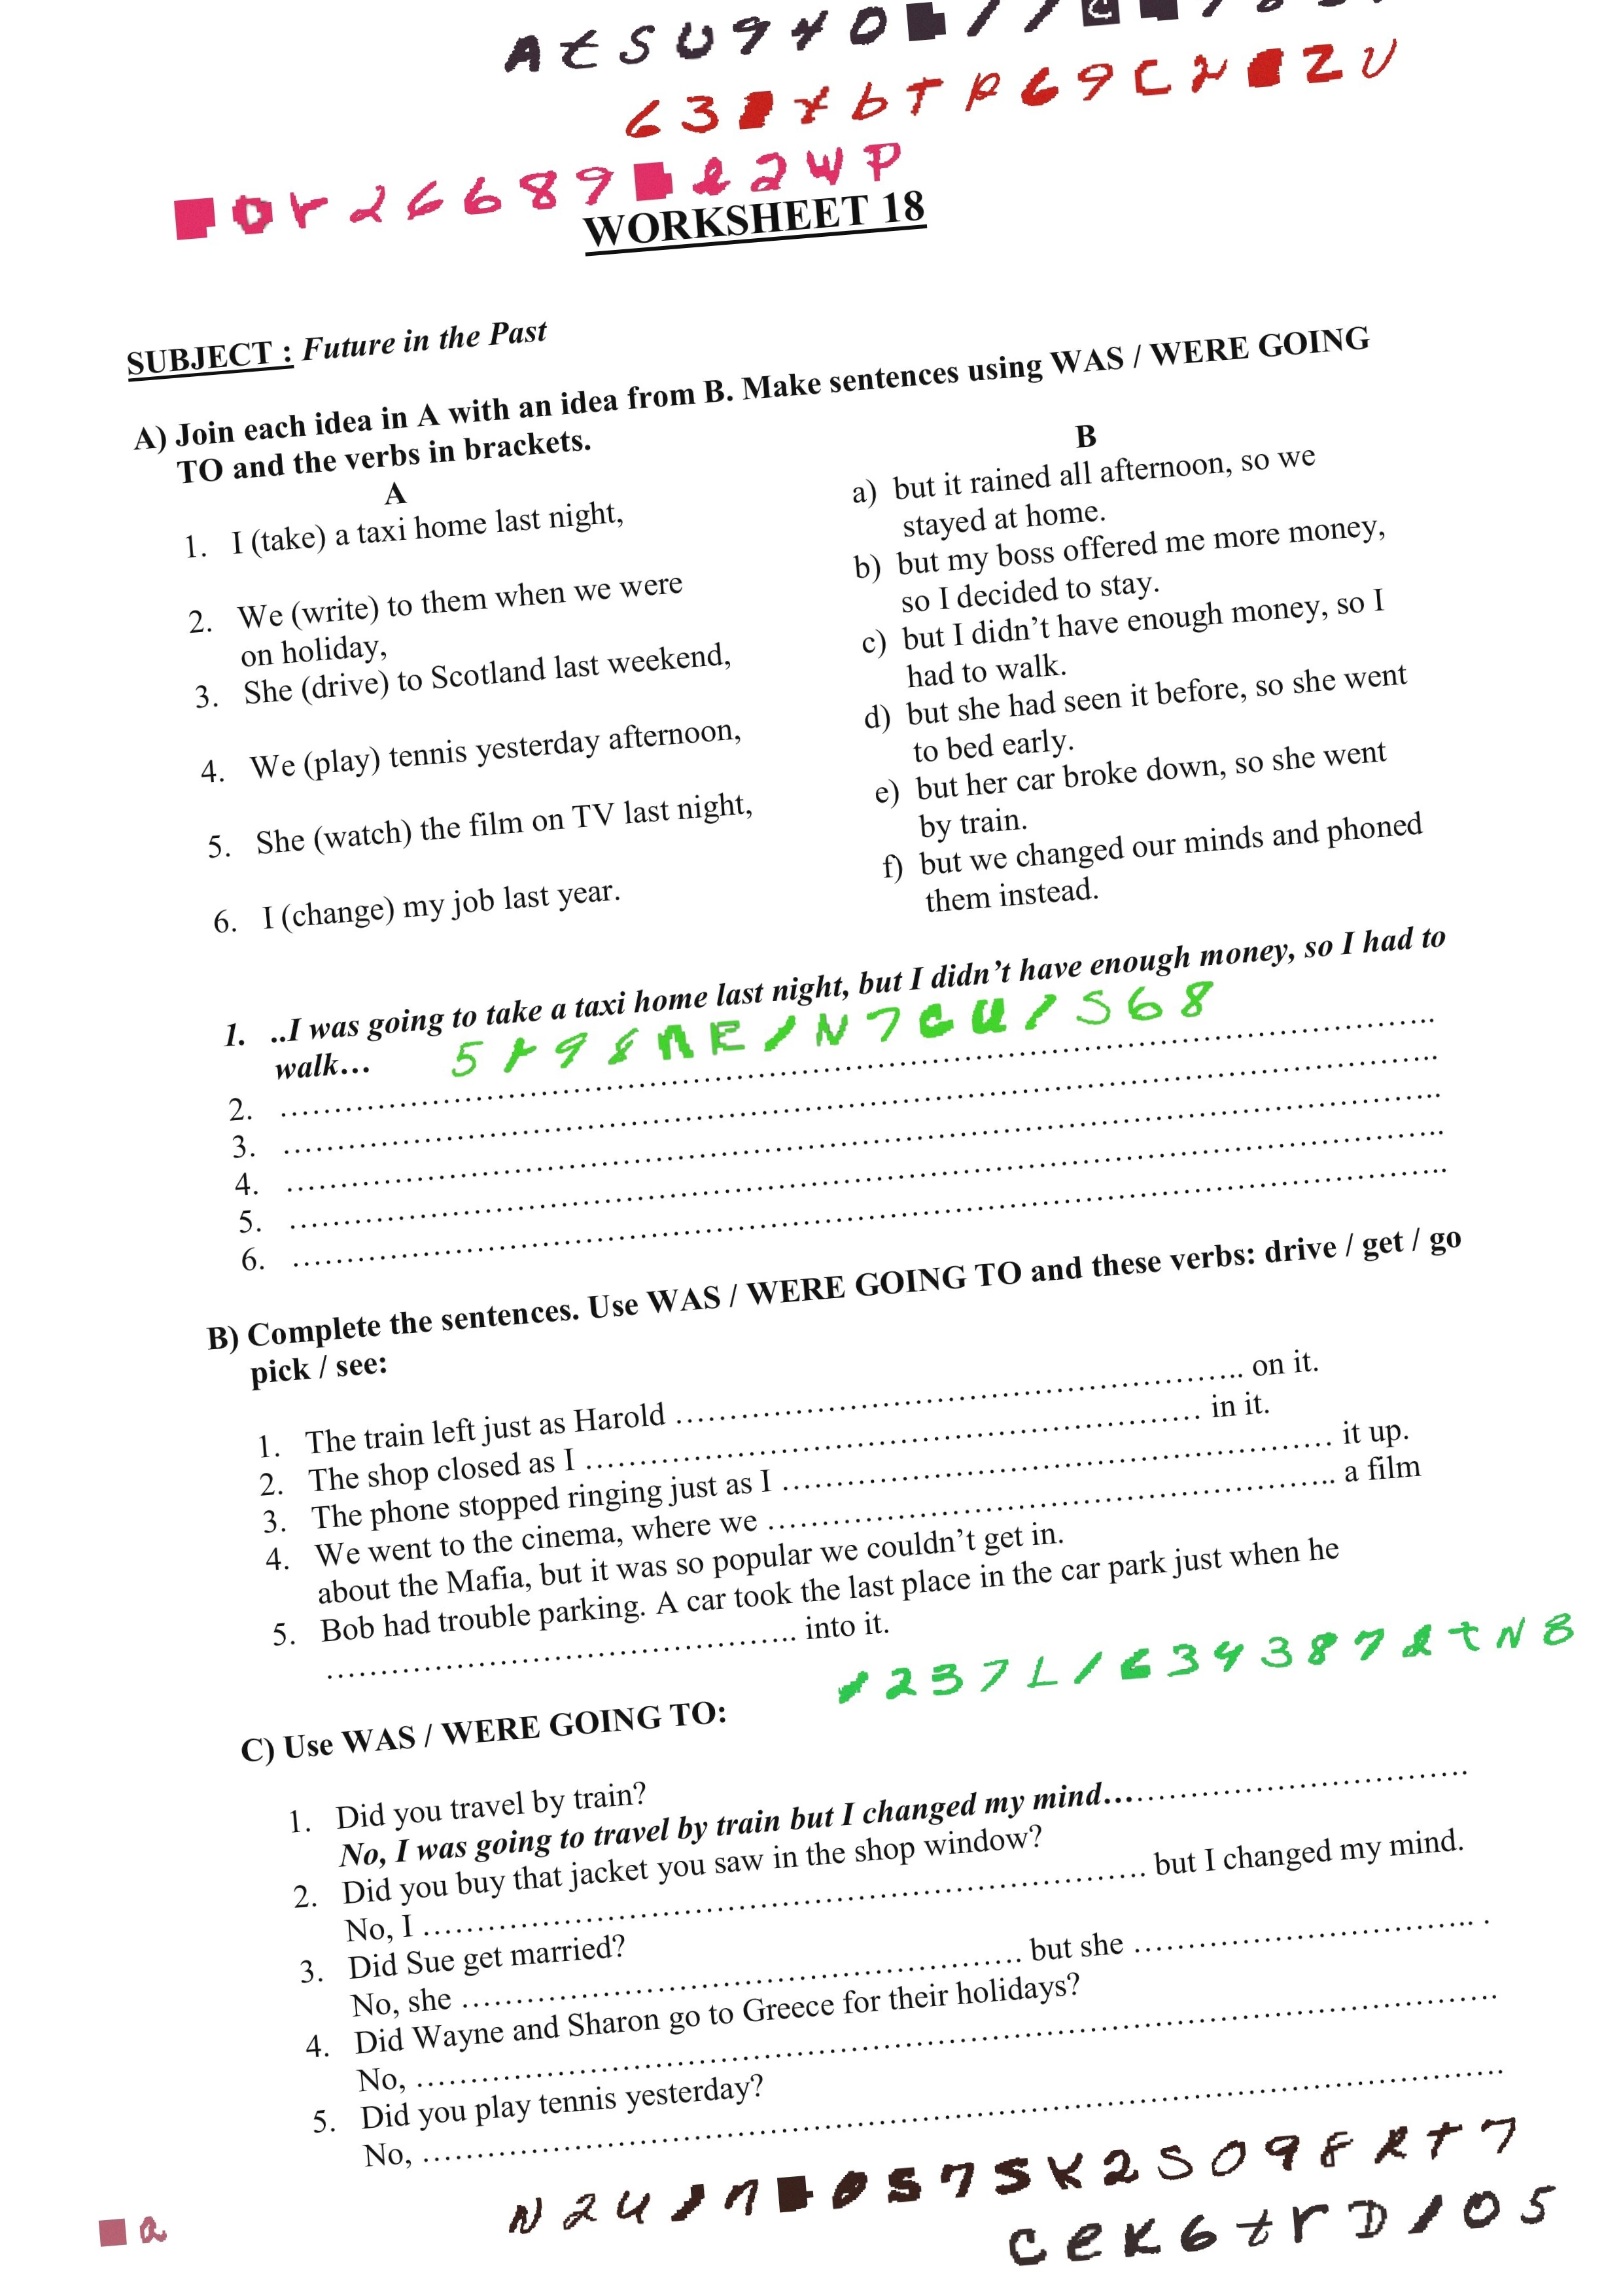 WORKSHEET 18
SUBJECT : Future in the Past
A) Join each idea in A with an idea from B. Make sentences using WAS / WERE GOING
TO and the verbs in brackets.
A
1. I (take) a taxi home last night,
2. We (write) to them when we were
on holiday,
3. She (drive) to Scotland last weekend,
4. We (play) tennis yesterday afternoon,
5. She (watch) the film on TV last night,
6. I (change) my job last year.
B
a) but it rained all afternoon, so we
stayed at home.
b) but my boss offered me more money,
so I decided to stay.
c) but I didn’t have enough money, so I
had to walk.
d) but she had seen it before, so she went
to bed early.
e) but her car broke down, so she went
by train.
f) but we changed our minds and phoned
them instead.
1. ..I was going to take a taxi home last night, but I didn’t have enough money, so I had to
walk…
2. ……………………………………………………………………………………..
3. ……………………………………………………………………………………..
4. ……………………………………………………………………………………..
5. ……………………………………………………………………………………..
6. ……………………………………………………………………………………..
B) Complete the sentences. Use WAS / WERE GOING TO and these verbs: drive / get / go
pick / see:
1. The train left just as Harold ………………………………………….. on it.
2. The shop closed as I ……………………………………………… in it.
3. The phone stopped ringing just as I ………………………………………… it up.
4. We went to the cinema, where we ………………………………………….. a film
about the Mafia, but it was so popular we couldn’t get in.
5. Bob had trouble parking. A car took the last place in the car park just when he
………………………………….. into it.
C) Use WAS / WERE GOING TO:
1. Did you travel by train?
No, I was going to travel by train but I changed my mind…………………………….
2. Did you buy that jacket you saw in the shop window?
No, I ……………………………………………………. but I changed my mind.
3. Did Sue get married?
No, she ………………………………………. but she ……………………….. .
4. Did Wayne and Sharon go to Greece for their holidays?
No, ……………………………………………………………………………….
5. Did you play tennis yesterday?
No, ……………………………………………………………………………….